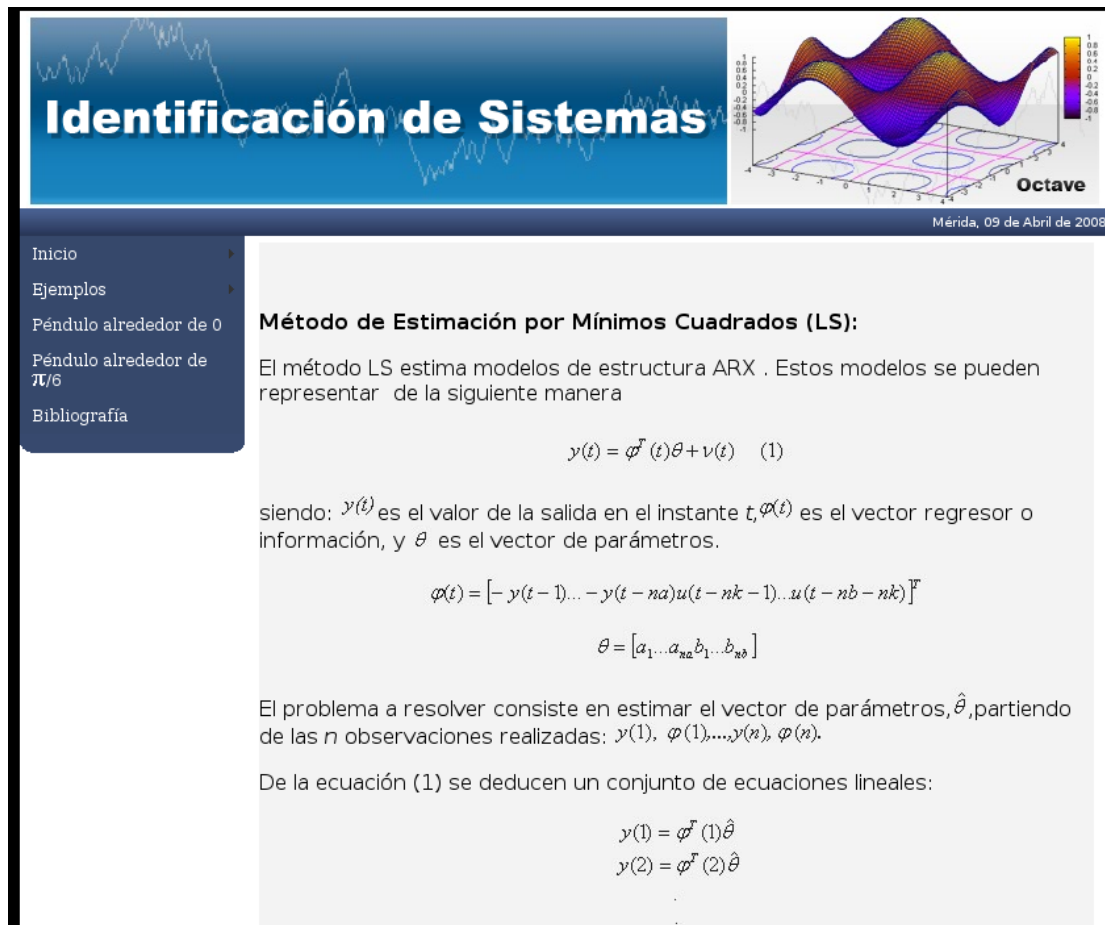 Identificación de Sistemas
Octave
Mérida, 09 de Abril de 2008
Inicio
Ejemplos
Péndulo alrededor de 0
Péndulo alrededor de
π/6
Bibliografía
Método de Estimación por Mínimos Cuadrados (LS):
El método LS estima modelos de estructura ARX . Estos modelos se pueden
representar de la siguiente manera
y(t) = φᵀ (t)θ + ν(t) (1)
siendo: y(t) es el valor de la salida en el instante t, φ(t) es el vector regresor o
información, y θ es el vector de parámetros.
φ(t) = [− y(t − 1)... − y(t − na)u(t − nk − 1)...u(t − nb − nk)]ᵀ
θ = [a₁...aₙₐb₁...bₙb]
El problema a resolver consiste en estimar el vector de parámetros, θ̂ ,partiendo
de las n observaciones realizadas: y(1), φ(1),...,y(n), φ(n).
De la ecuación (1) se deducen un conjunto de ecuaciones lineales:
y(1) = φᵀ (1)θ̂
y(2) = φᵀ (2)θ̂
.
.